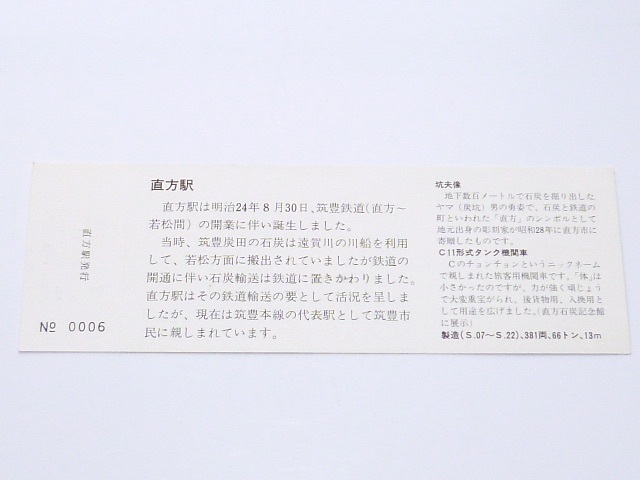 直方駅
直方駅は明治24年8月30日、筑豊鉄道(直方〜
若松間)の開業に伴い誕生しました。
当時、筑豊炭田の石炭は遠賀川の川船を利用
して、若松方面に搬出されていましたが鉄道の
開通に伴い石炭輸送は鉄道に置きかわりました。
直方駅はその鉄道輸送の要として活況を呈しま
したが、現在は筑豊本線の代表駅として筑豊市
民に親しまれています。
坑夫像
地下数百メートルで石炭を掘り出した
ヤマ(炭坑)男の勇姿で、石炭と鉄道の
町といわれた「直方」のシンボルとして
地元出身の彫刻家が昭和28年に直方市に
寄贈したものです。
C11形式タンク機関車
Cのチョンチョンというニックネーム
で親しまれた旅客用機関車です。「体」は
小さかったのですが、力が強く頑じょう
で大変重宝がられ、後貨物用、入換用と
して用途を広げました。(直方石炭記念館
に展示)
製造(S.07〜S.22)、381両、66トン、13m
直方駅発行
№ 0006